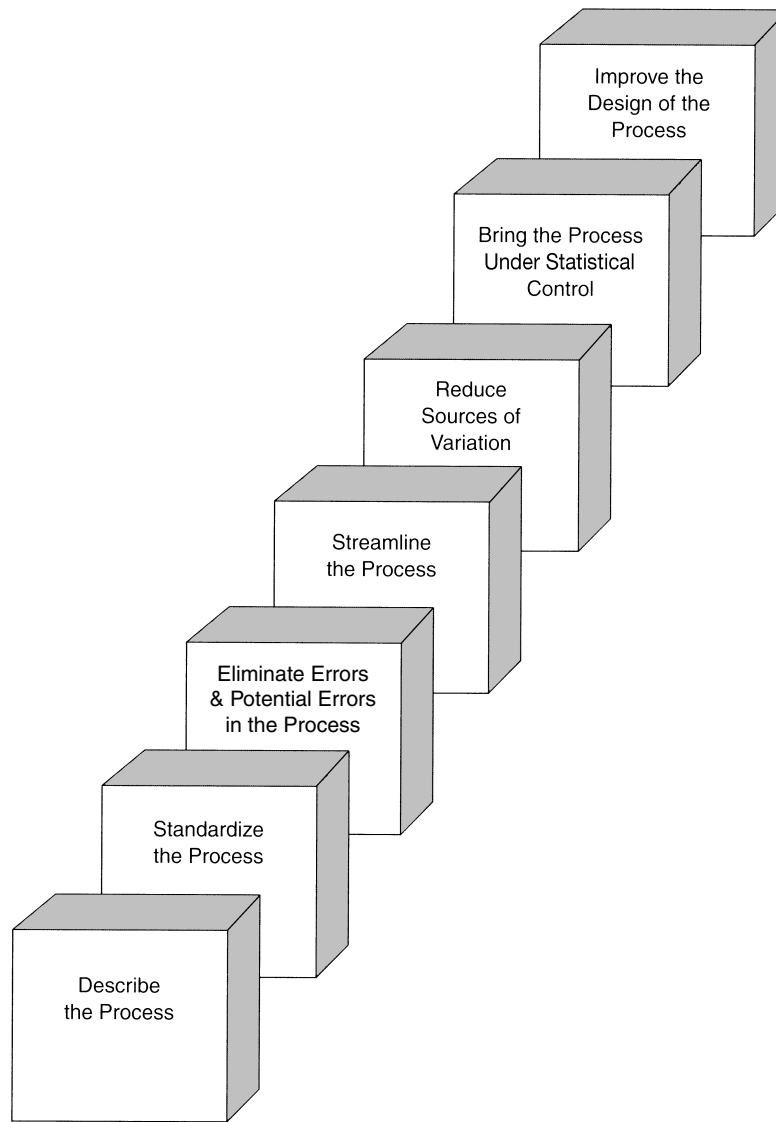 Improve the
Design of the
Process
Bring the Process
Under Statistical
Control
Reduce
Sources of
Variation
Streamline
the Process
Eliminate Errors
& Potential Errors
in the Process
Standardize
the Process
Describe
the Process